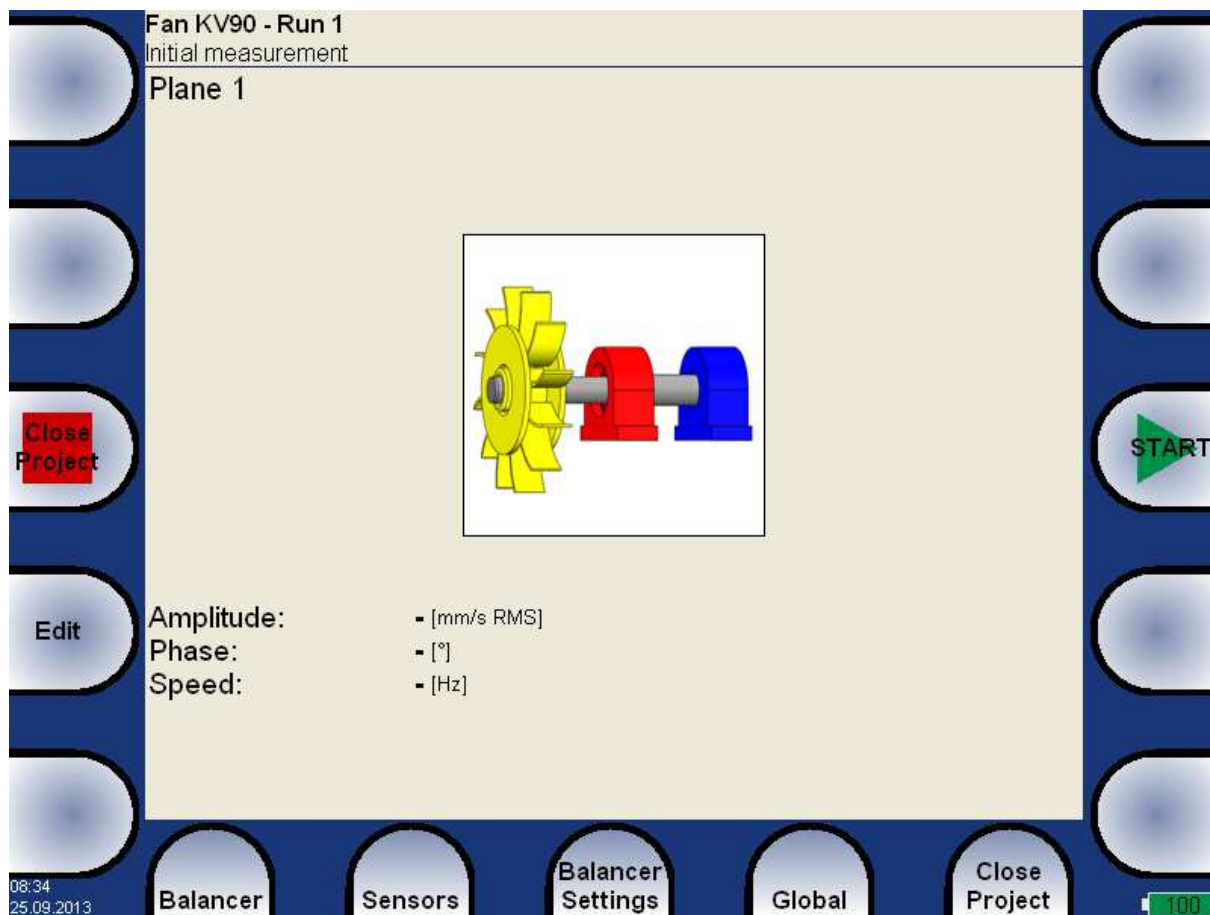 Fan KV90 - Run 1
Initial measurement
Plane 1
Close
Project
START
Edit
Amplitude: - [mm/s RMS]
Phase: - [°]
Speed: - [Hz]
Balancer
Sensors
Balancer
Settings
Global
Close
Project
08:34
25.09.2013
100